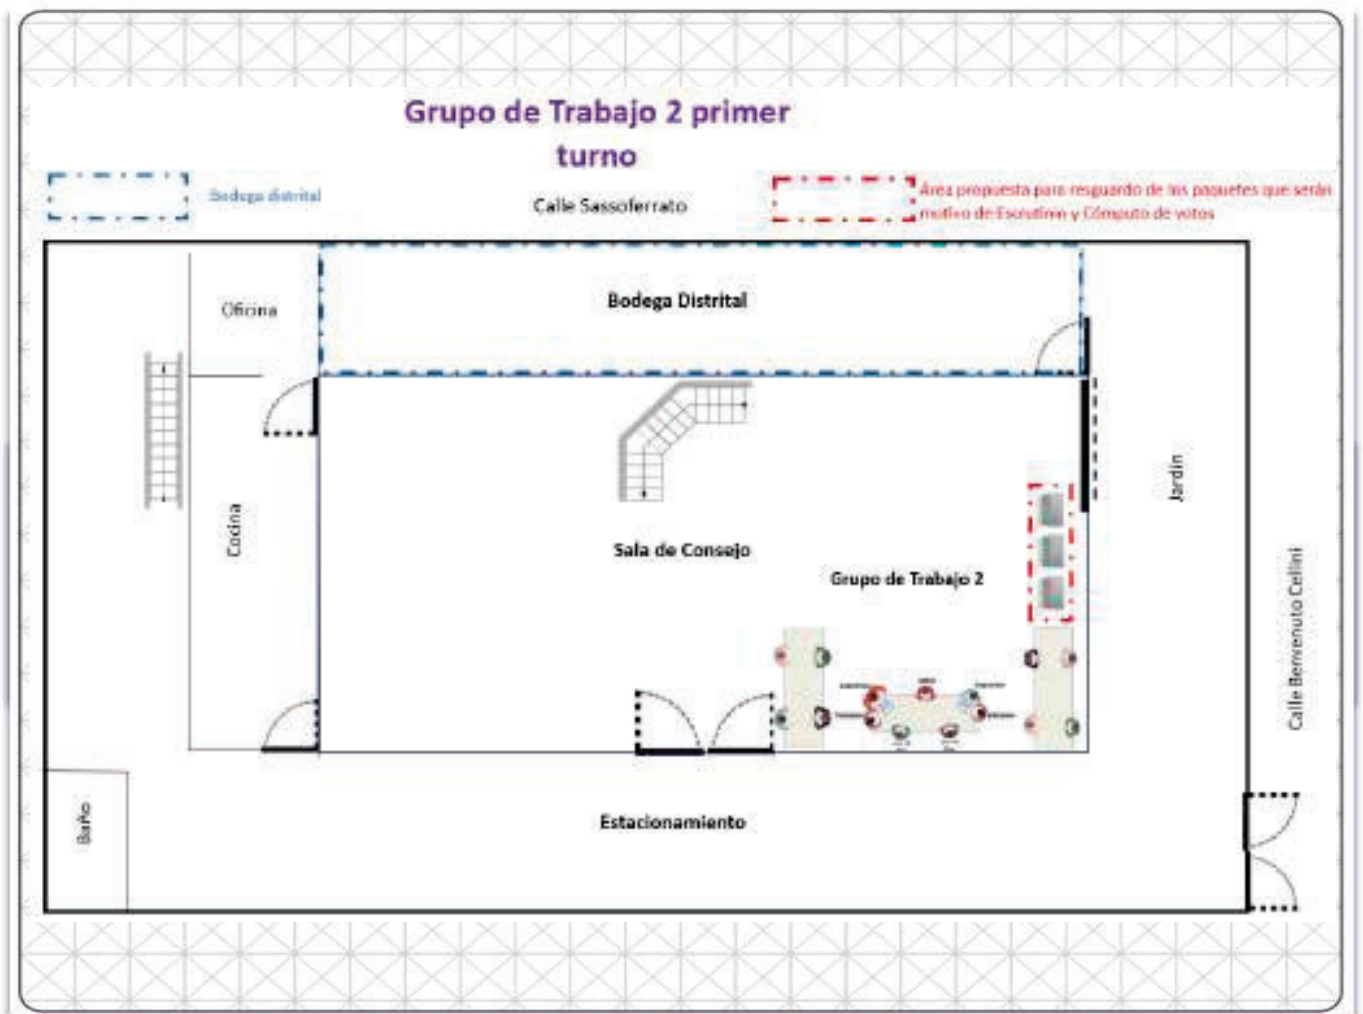 Grupo de Trabajo 2 primer
turno
Bodega distrital
Calle Sassoferrato
Área propuesta para resguardo de los paquetes que serán
motivo de Escrutinio y Cómputo de votos
Oficina
Bodega Distrital
Cocina
Sala de Consejo
Grupo de Trabajo 2
Jardín
Calle Benvenuto Cellini
Baño
Estacionamiento